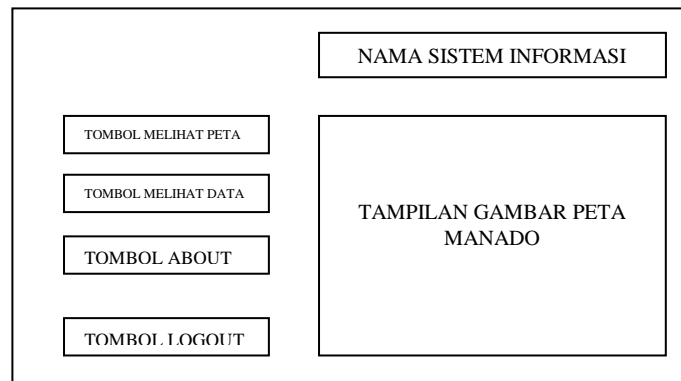 NAMA SISTEM INFORMASI
TOMBOL MELIHAT PETA
TOMBOL MELIHAT DATA
TAMPILAN GAMBAR PETA
MANADO
TOMBOL ABOUT
TOMBOL LOGOUT